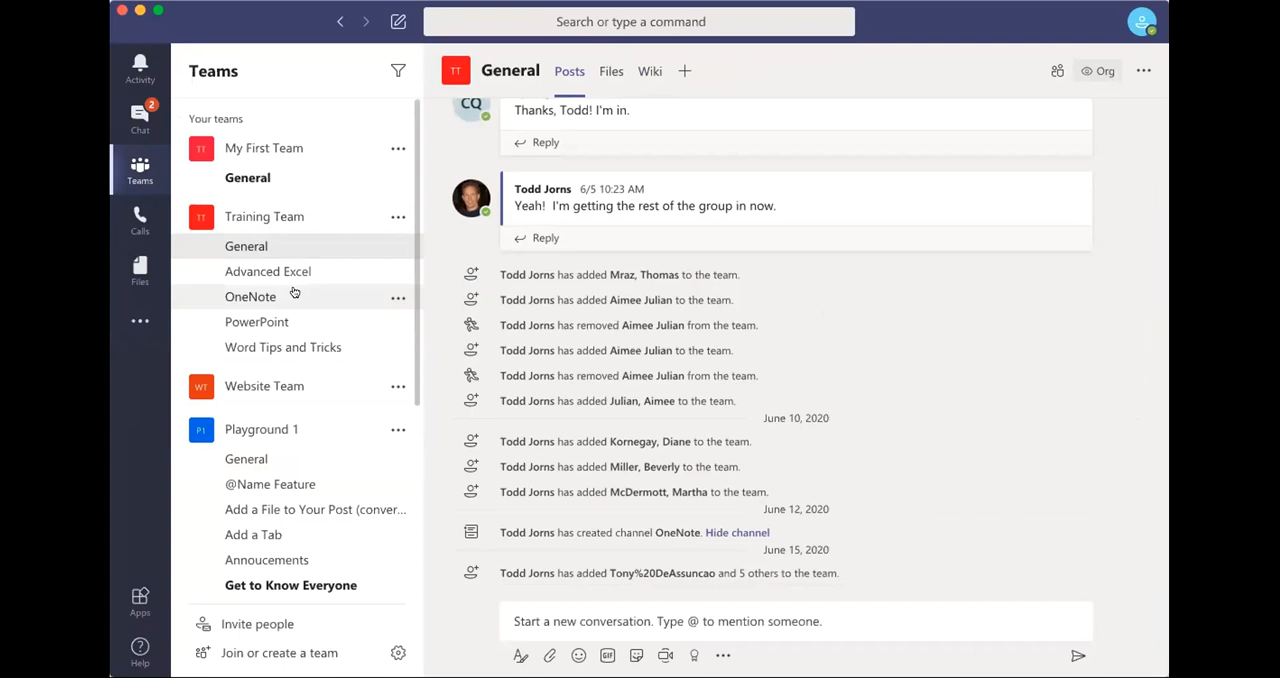 Search or type a command
Activity
2
Chat
Teams
Calls
Files
Apps
Help
Teams
Your teams
TT My First Team
General
TT Training Team
General
Advanced Excel
OneNote
PowerPoint
Word Tips and Tricks
WT Website Team
P1 Playground 1
General
@Name Feature
Add a File to Your Post (conver...
Add a Tab
Annoucements
Get to Know Everyone
Invite people
Join or create a team
TT General Posts Files Wiki Org
CQ
Thanks, Todd! I'm in.
Reply
Todd Jorns 6/5 10:23 AM
Yeah! I'm getting the rest of the group in now.
Reply
Todd Jorns has added Mraz, Thomas to the team.
Todd Jorns has added Aimee Julian to the team.
Todd Jorns has removed Aimee Julian from the team.
Todd Jorns has added Aimee Julian to the team.
Todd Jorns has removed Aimee Julian from the team.
Todd Jorns has added Julian, Aimee to the team.
June 10, 2020
Todd Jorns has added Kornegay, Diane to the team.
Todd Jorns has added Miller, Beverly to the team.
Todd Jorns has added McDermott, Martha to the team.
June 12, 2020
Todd Jorns has created channel OneNote. Hide channel
June 15, 2020
Todd Jorns has added Tony%20DeAssuncao and 5 others to the team.
Start a new conversation. Type @ to mention someone.
GIF